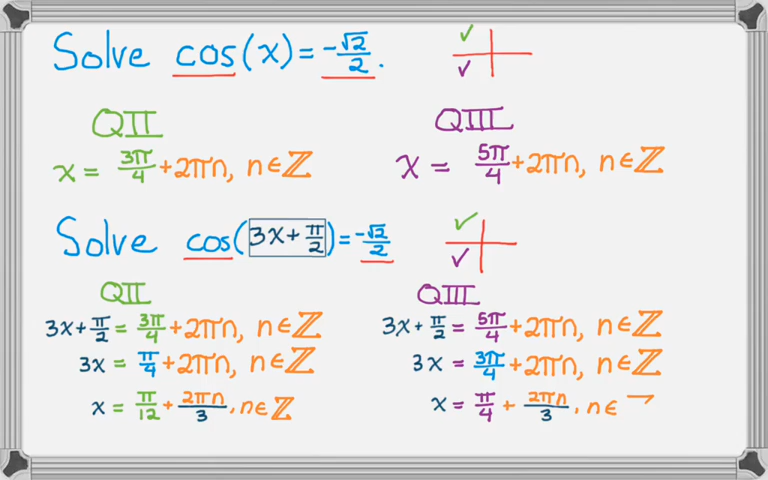 Solve cos(x) = -√2/2.
QII
x = 3π/4 + 2πn, n ∈ ℤ
QIII
x = 5π/4 + 2πn, n ∈ ℤ
Solve cos(3x + π/2) = -√2/2
QII
3x + π/2 = 3π/4 + 2πn, n ∈ ℤ
3x = π/4 + 2πn, n ∈ ℤ
x = π/12 + 2πn/3, n ∈ ℤ
QIII
3x + π/2 = 5π/4 + 2πn, n ∈ ℤ
3x = 3π/4 + 2πn, n ∈ ℤ
x = π/4 + 2πn/3, n ∈